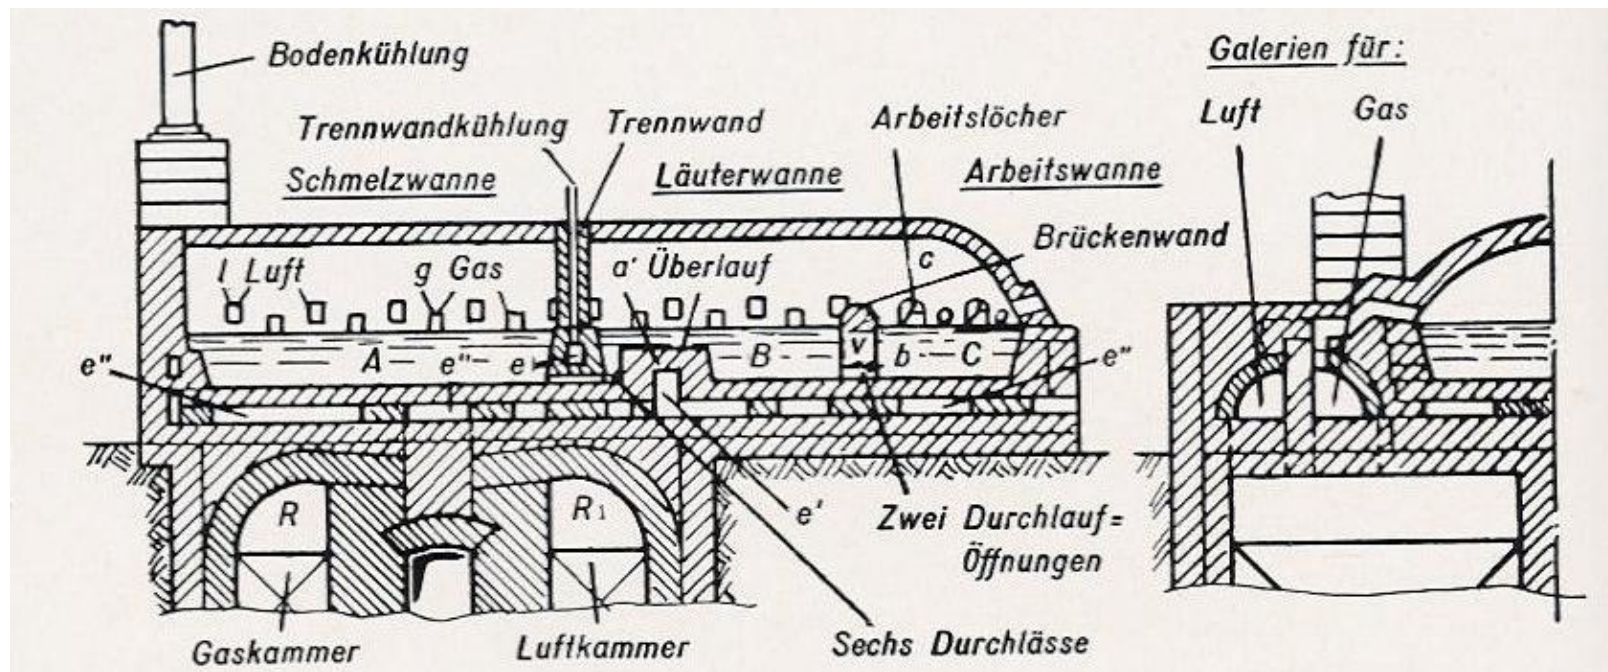 Bodenkühlung
Galerien für:
Trennwandkühlung
Trennwand
Arbeitslöcher
Luft
Gas
Schmelzwanne
Läuterwanne
Arbeitswanne
Brückenwand
l Luft
g Gas
a' Überlauf
c
e"
A
e"
e
B
v
b
C
e"
R
R1
e'
Zwei Durchlauf=
Öffnungen
Gaskammer
Luftkammer
Sechs Durchlässe